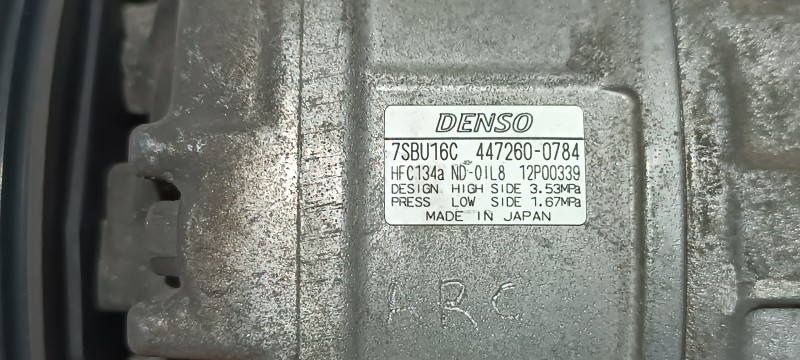 DENSO
7SBU16C 447260-0784
HFC134a ND-OIL8 12P00339
DESIGN HIGH SIDE 3.53MPa
PRESS LOW SIDE 1.67MPa
MADE IN JAPAN
ARC